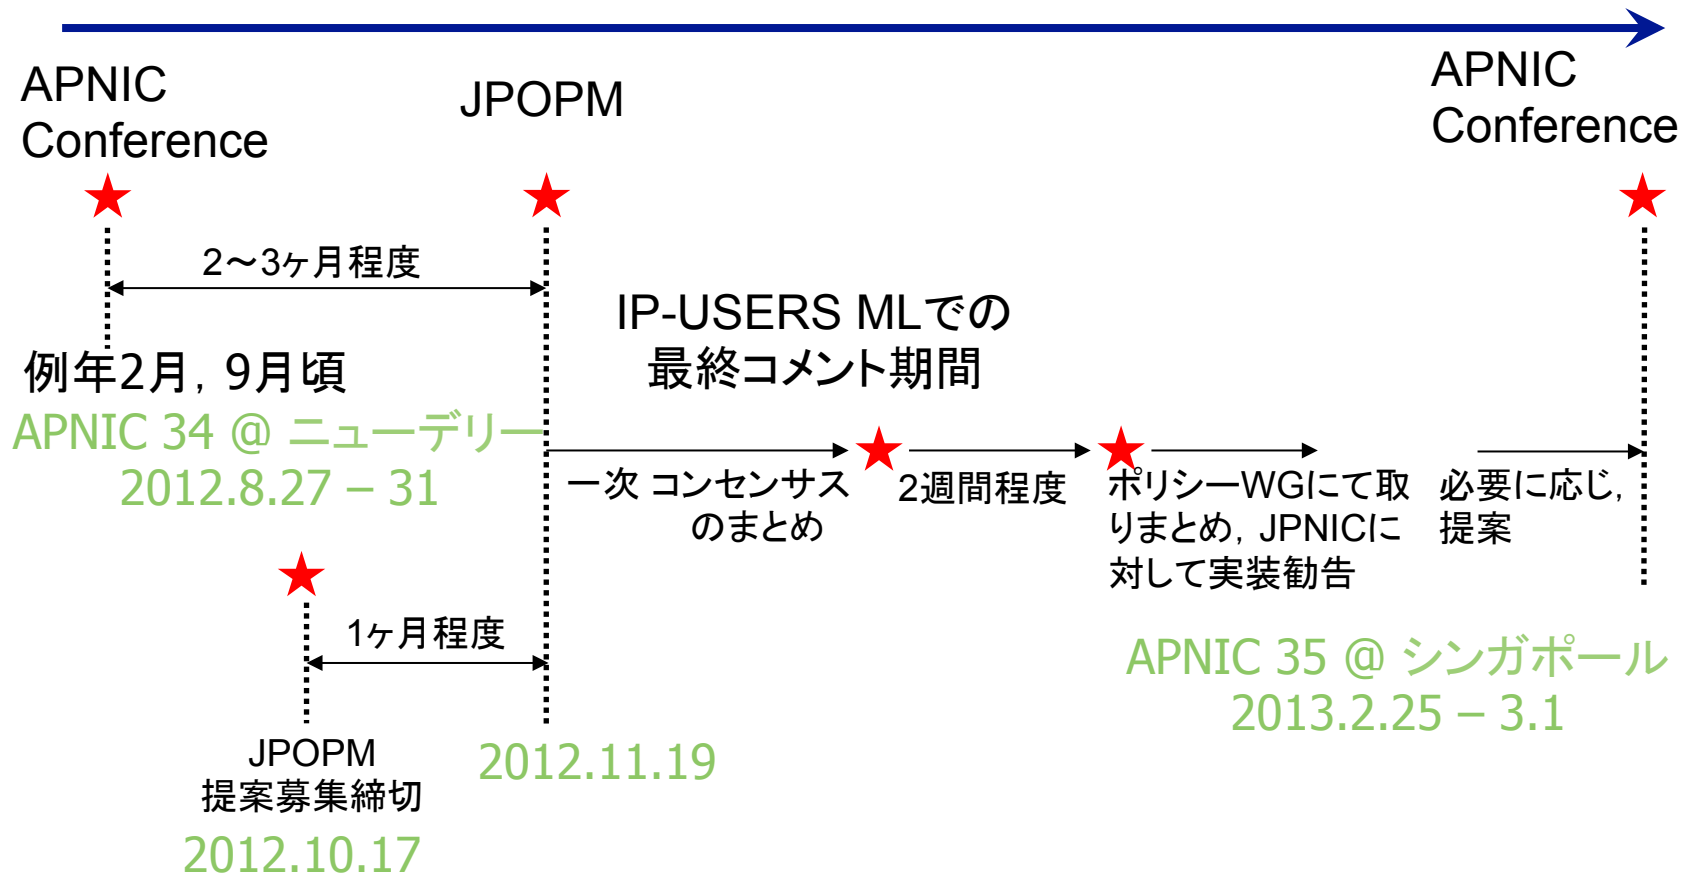 APNIC
Conference
JPOPM
APNIC
Conference
2～3ヶ月程度
IP-USERS MLでの
最終コメント期間
例年2月，9月頃
APNIC 34 @ ニューデリー
2012.8.27 – 31
一次 コンセンサス
のまとめ
2週間程度
ポリシーWGにて取
りまとめ，JPNICに
対して実装勧告
必要に応じ，
提案
1ヶ月程度
APNIC 35 @ シンガポール
2013.2.25 – 3.1
JPOPM
提案募集締切
2012.10.17
2012.11.19